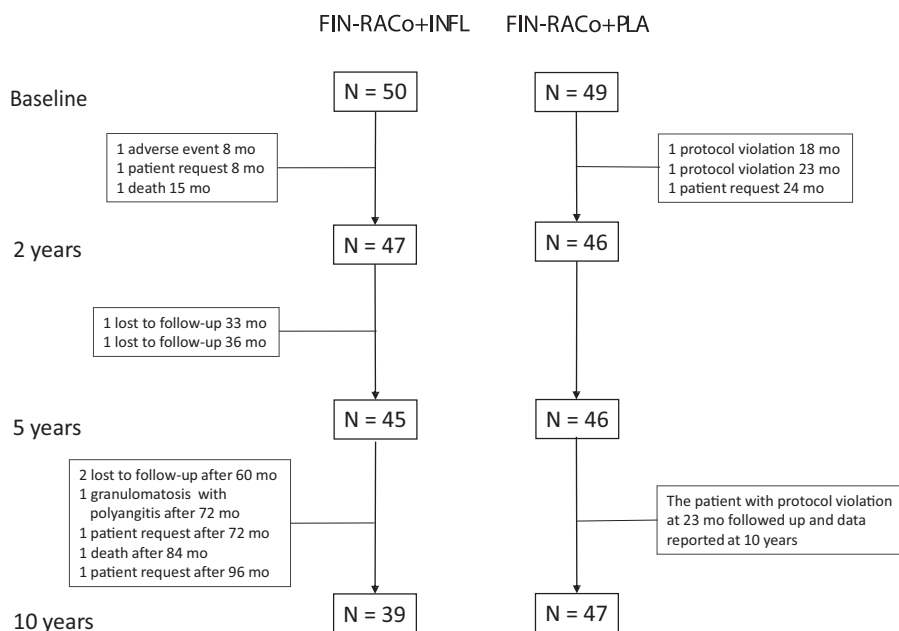 FIN-RACo+INFL FIN-RACo+PLA
Baseline
N = 50
N = 49
1 adverse event 8 mo
1 patient request 8 mo
1 death 15 mo
1 protocol violation 18 mo
1 protocol violation 23 mo
1 patient request 24 mo
2 years
N = 47
N = 46
1 lost to follow-up 33 mo
1 lost to follow-up 36 mo
5 years
N = 45
N = 46
2 lost to follow-up after 60 mo
1 granulomatosis with
polyangitis after 72 mo
1 patient request after 72 mo
1 death after 84 mo
1 patient request after 96 mo
The patient with protocol violation
at 23 mo followed up and data
reported at 10 years
10 years
N = 39
N = 47